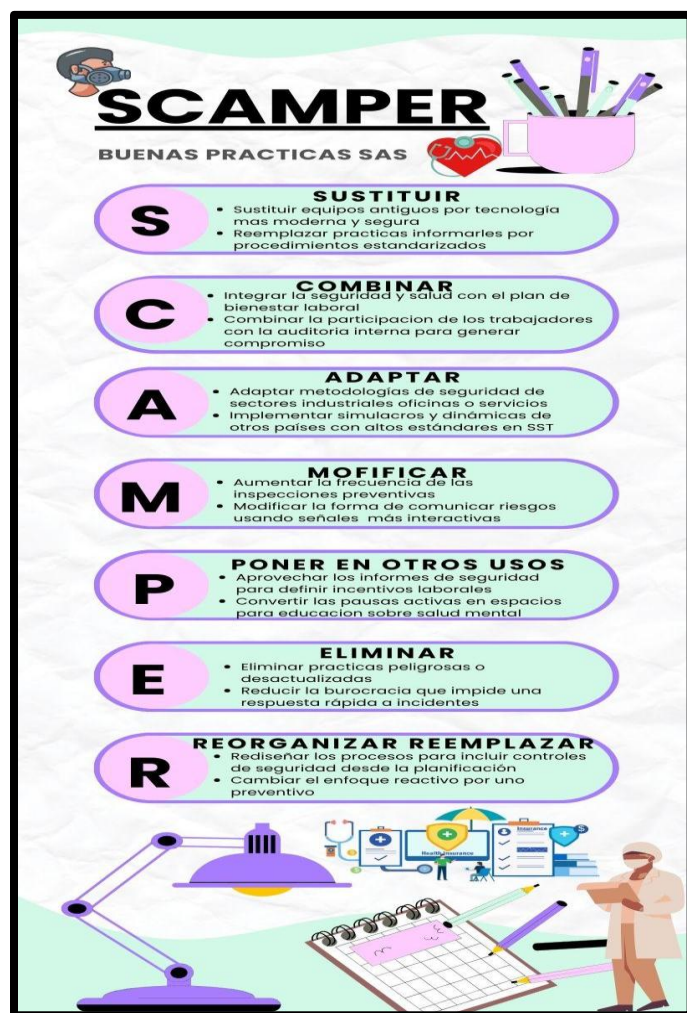 SCAMPER
BUENAS PRACTICAS SAS
S
SUSTITUIR
• Sustituir equipos antiguos por tecnología
mas moderna y segura
• Reemplazar practicas informarles por
procedimientos estandarizados
C
COMBINAR
• Integrar la seguridad y salud con el plan de
bienestar laboral
• Combinar la participacion de los trabajadores
con la auditoria interna para generar
compromiso
A
ADAPTAR
• Adaptar metodologías de seguridad de
sectores industriales oficinas o servicios
• Implementar simulacros y dinámicas de
otros países con altos estándares en SST
M
MOFIFICAR
• Aumentar la frecuencia de las
inspecciones preventivas
• Modificar la forma de comunicar riesgos
usando señales más interactivas
P
PONER EN OTROS USOS
• Aprovechar los informes de seguridad
para definir incentivos laborales
• Convertir las pausas activas en espacios
para educacion sobre salud mental
E
ELIMINAR
• Eliminar practicas peligrosas o
desactualizadas
• Reducir la burocracia que impide una
respuesta rápida a incidentes
R
REORGANIZAR REEMPLAZAR
• Rediseñar los procesos para incluir controles
de seguridad desde la planificación
• Cambiar el enfoque reactivo por uno
preventivo
Insurance
Health insurance